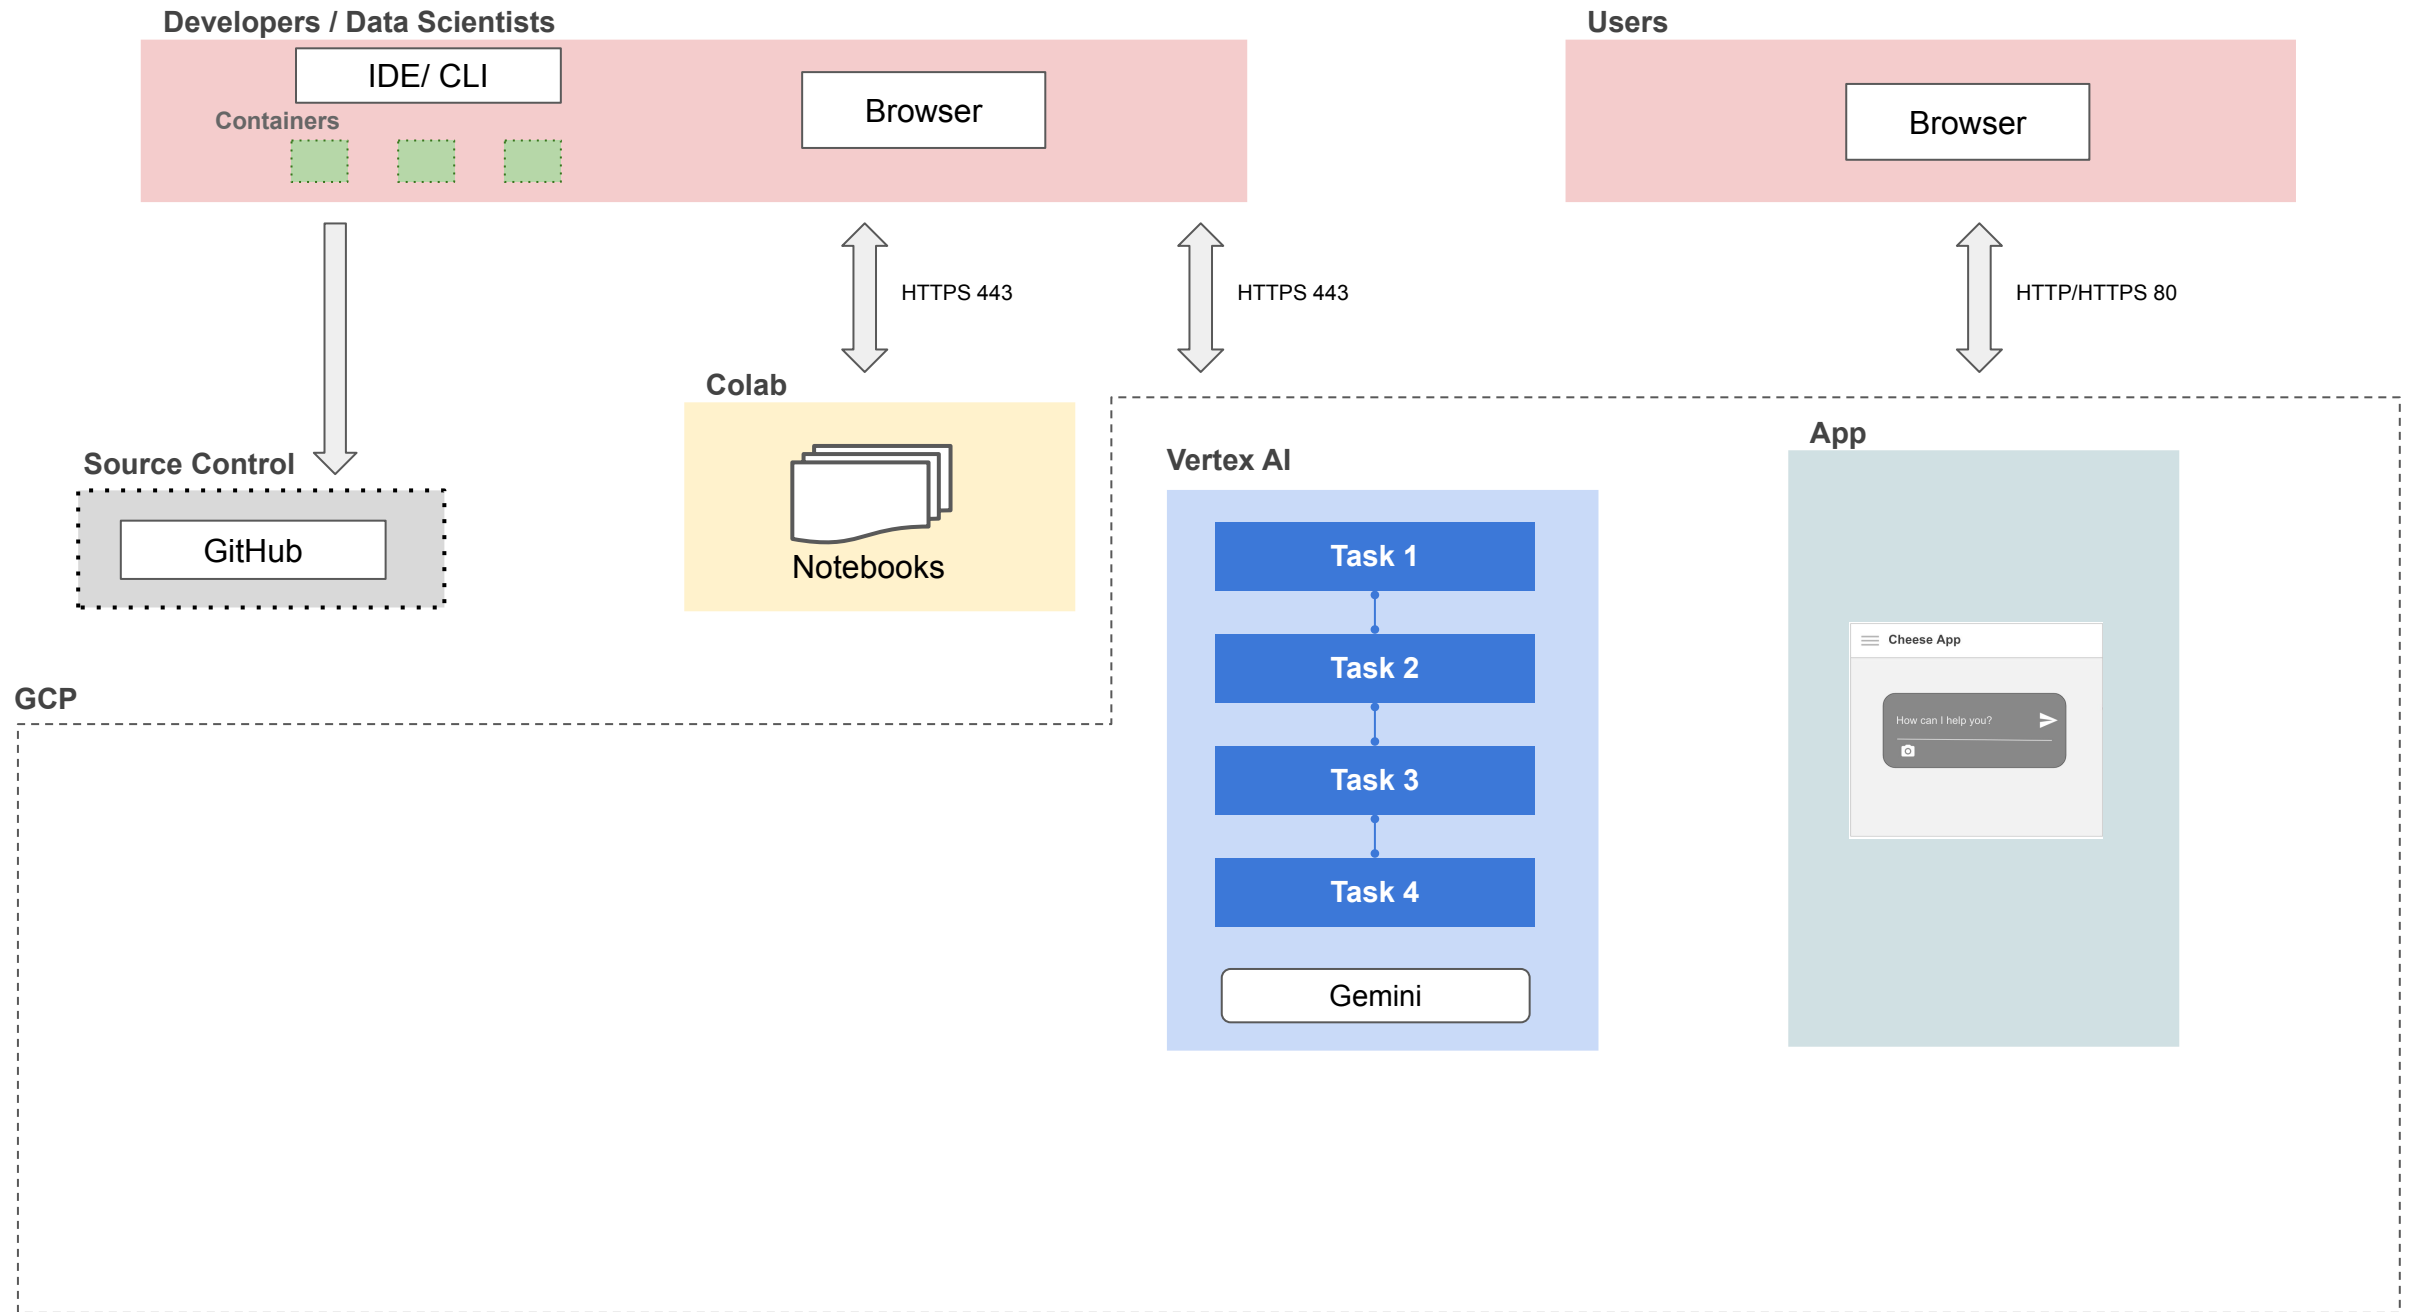 Developers / Data Scientists
Users
IDE/ CLI
Browser
Browser
Containers
HTTPS 443
HTTPS 443
HTTP/HTTPS 80
Colab
App
Source Control
Vertex AI
GitHub
Notebooks
Task 1
Task 2
Task 3
Task 4
Gemini
Cheese App
How can I help you?
GCP